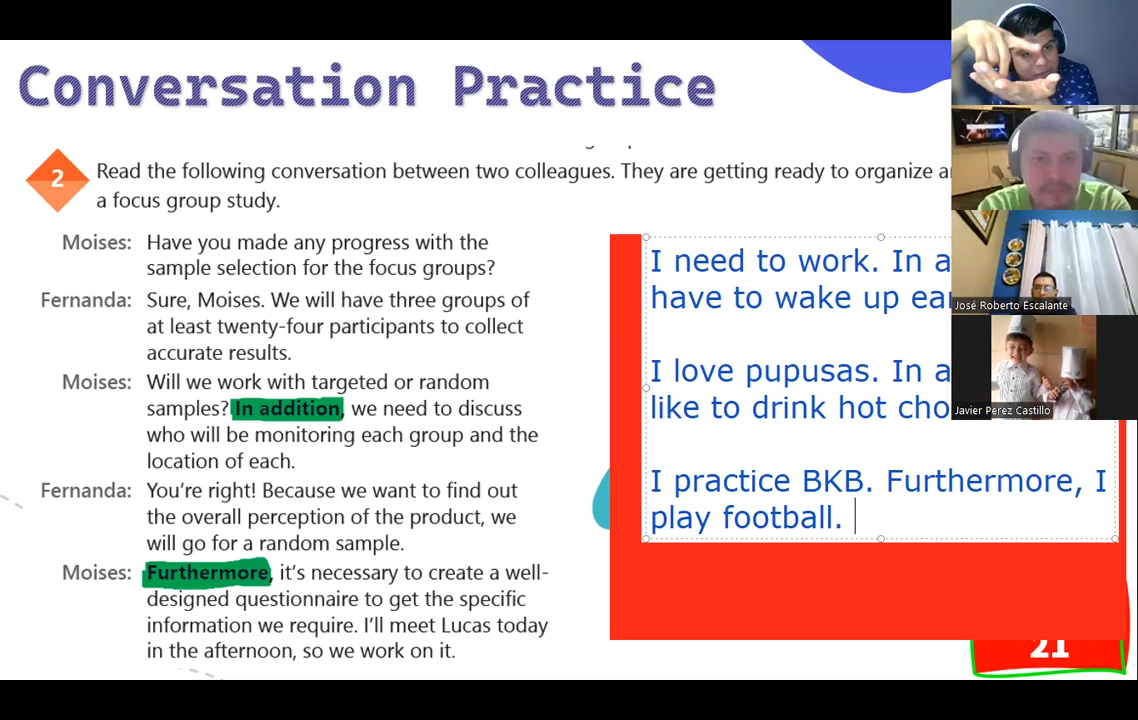 Conversation Practice
2
Read the following conversation between two colleagues. They are getting ready to organize
a focus group study.
Moises: Have you made any progress with the
sample selection for the focus groups?
Fernanda: Sure, Moises. We will have three groups of
at least twenty-four participants to collect
accurate results.
Moises: Will we work with targeted or random
samples? In addition, we need to discuss
who will be monitoring each group and the
location of each.
Fernanda: You're right! Because we want to find out
the overall perception of the product, we
will go for a random sample.
Moises: Furthermore, it's necessary to create a well-
designed questionnaire to get the specific
information we require. I'll meet Lucas today
in the afternoon, so we work on it.
I need to work. In a
have to wake up ear
I love pupusas. In a
like to drink hot cho
I practice BKB. Furthermore, I
play football.
21
José Roberto Escalante
Javier Perez Castillo